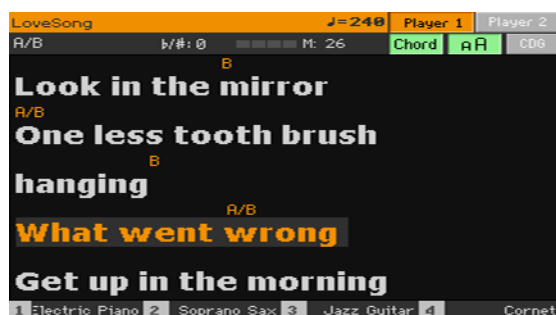 LoveSong ♩=240 Player 1 Player 2
A/B b/#:0 M: 26 Chord AA CDG
B
Look in the mirror
A/B
One less tooth brush
B
hanging
A/B
What went wrong
Get up in the morning
1 Electric Piano 2 Soprano Sax 3 Jazz Guitar 4 Cornet